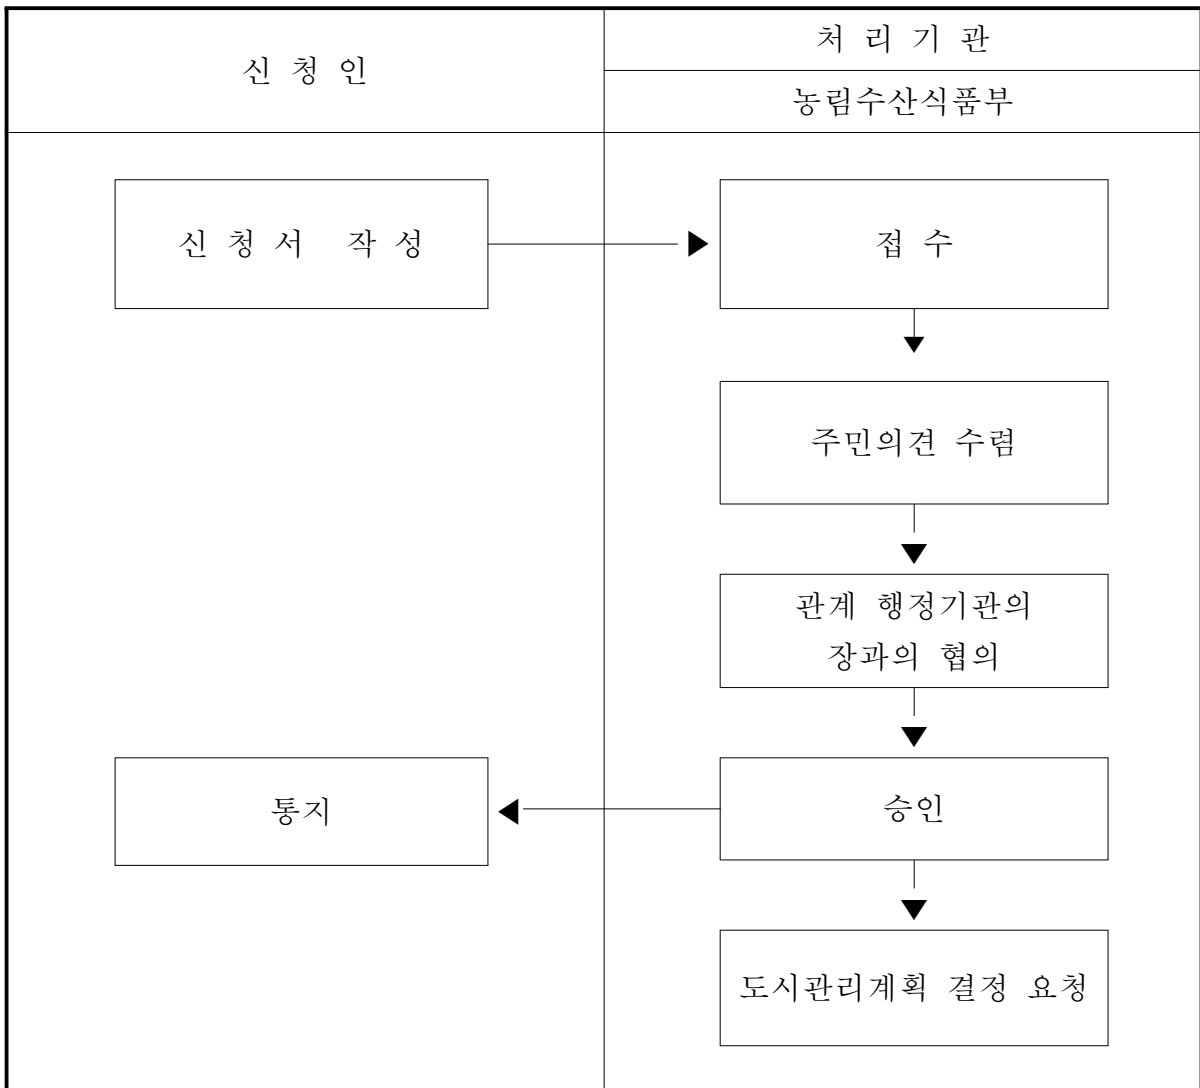 신 청 인
처 리 기 관
농림수산식품부
신 청 서 작 성
접 수
주민의견 수렴
관계 행정기관의
장과의 협의
통지
승인
도시관리계획 결정 요청